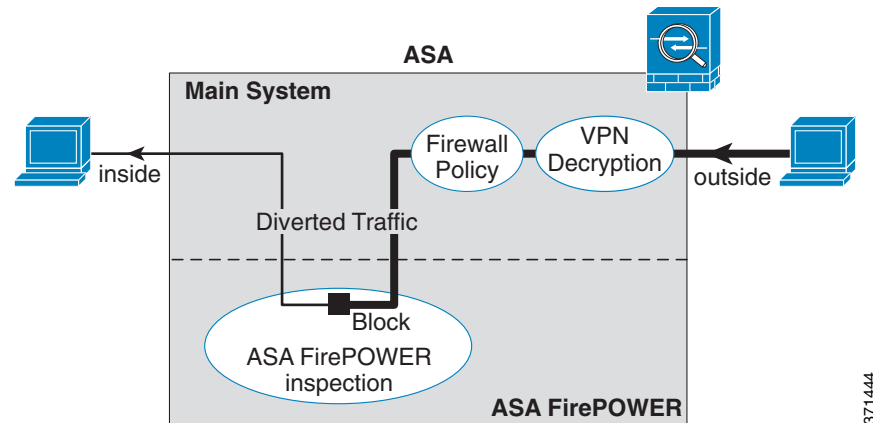 ASA
Main System
Firewall
Policy
VPN
Decryption
inside
outside
Diverted Traffic
Block
ASA FirePOWER
inspection
ASA FirePOWER
371444